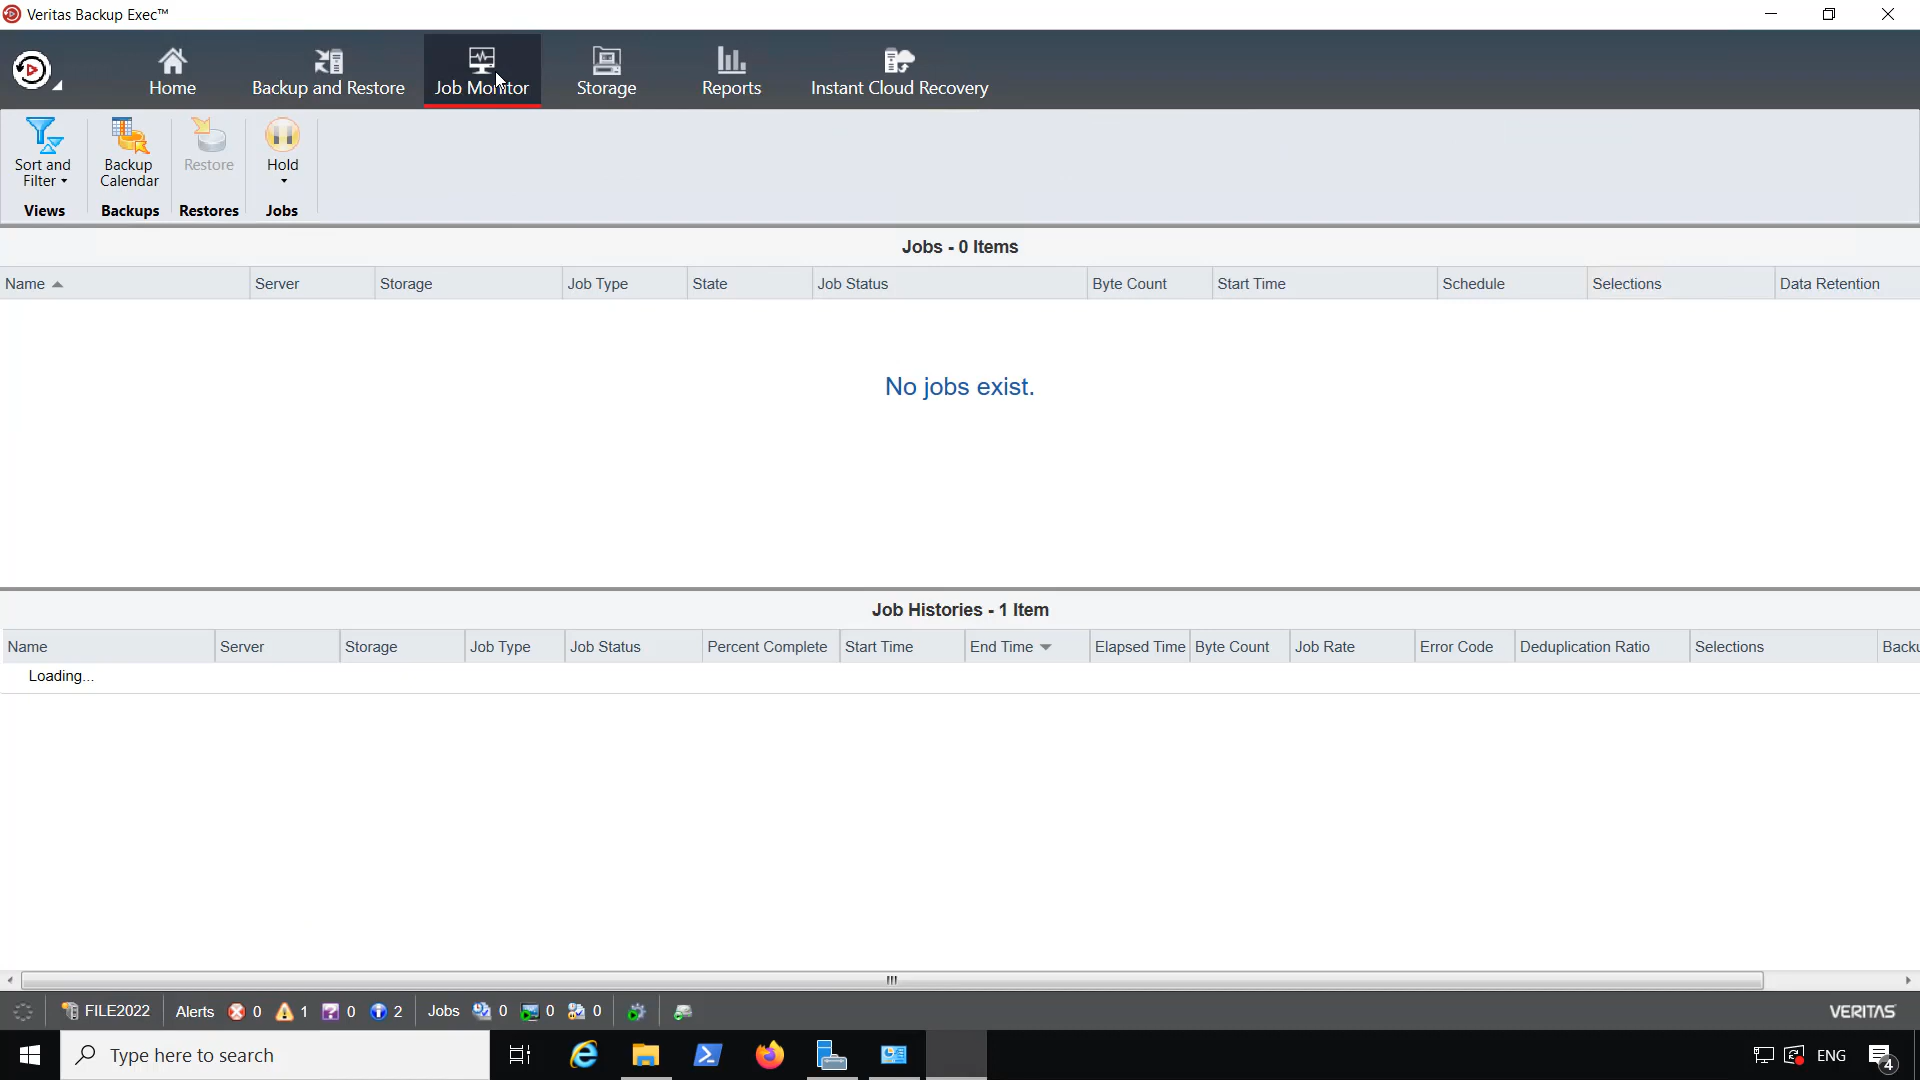 Veritas Backup Exec™
Home
Backup and Restore
Job Monitor
Storage
Reports
Instant Cloud Recovery
Sort and Filter
Backup Calendar
Restore
Hold
Views
Backups
Restores
Jobs
Jobs - 0 Items
Name Server Storage Job Type State Job Status Byte Count Start Time Schedule Selections Data Retention
No jobs exist.
Job Histories - 1 Item
Name Server Storage Job Type Job Status Percent Complete Start Time End Time Elapsed Time Byte Count Job Rate Error Code Deduplication Ratio Selections Backu
Loading...
FILE2022 Alerts 0 1 0 2 Jobs 0 0 0 VERITAS
Type here to search
ENG
4